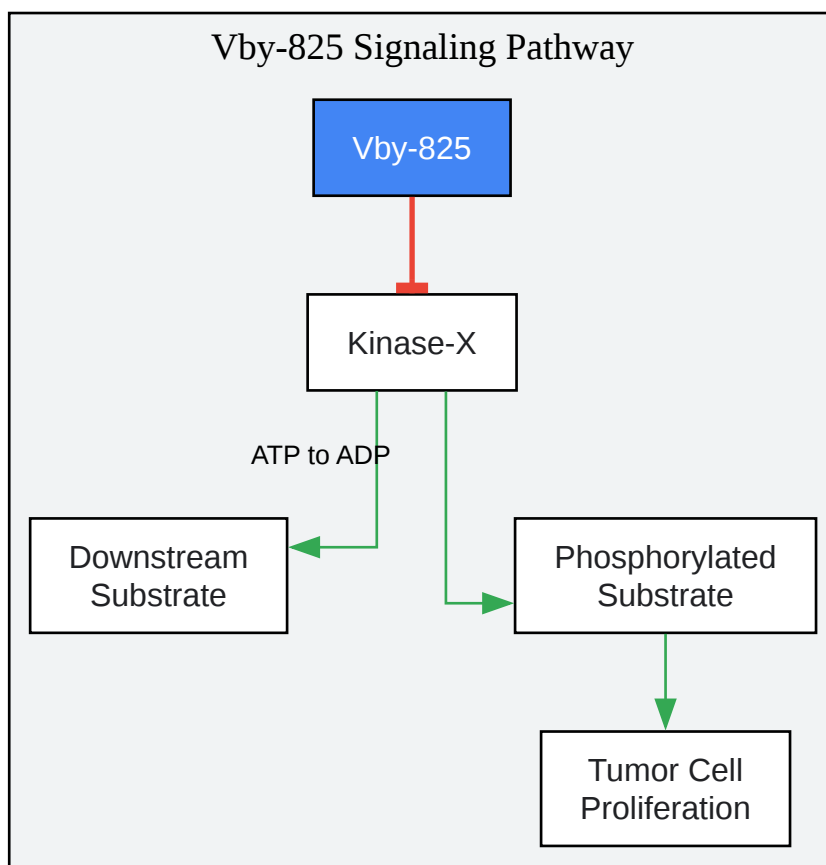 Vby-825 Signaling Pathway
Vby-825
Kinase-X
ATP to ADP
Downstream
Substrate
Phosphorylated
Substrate
Tumor Cell
Proliferation